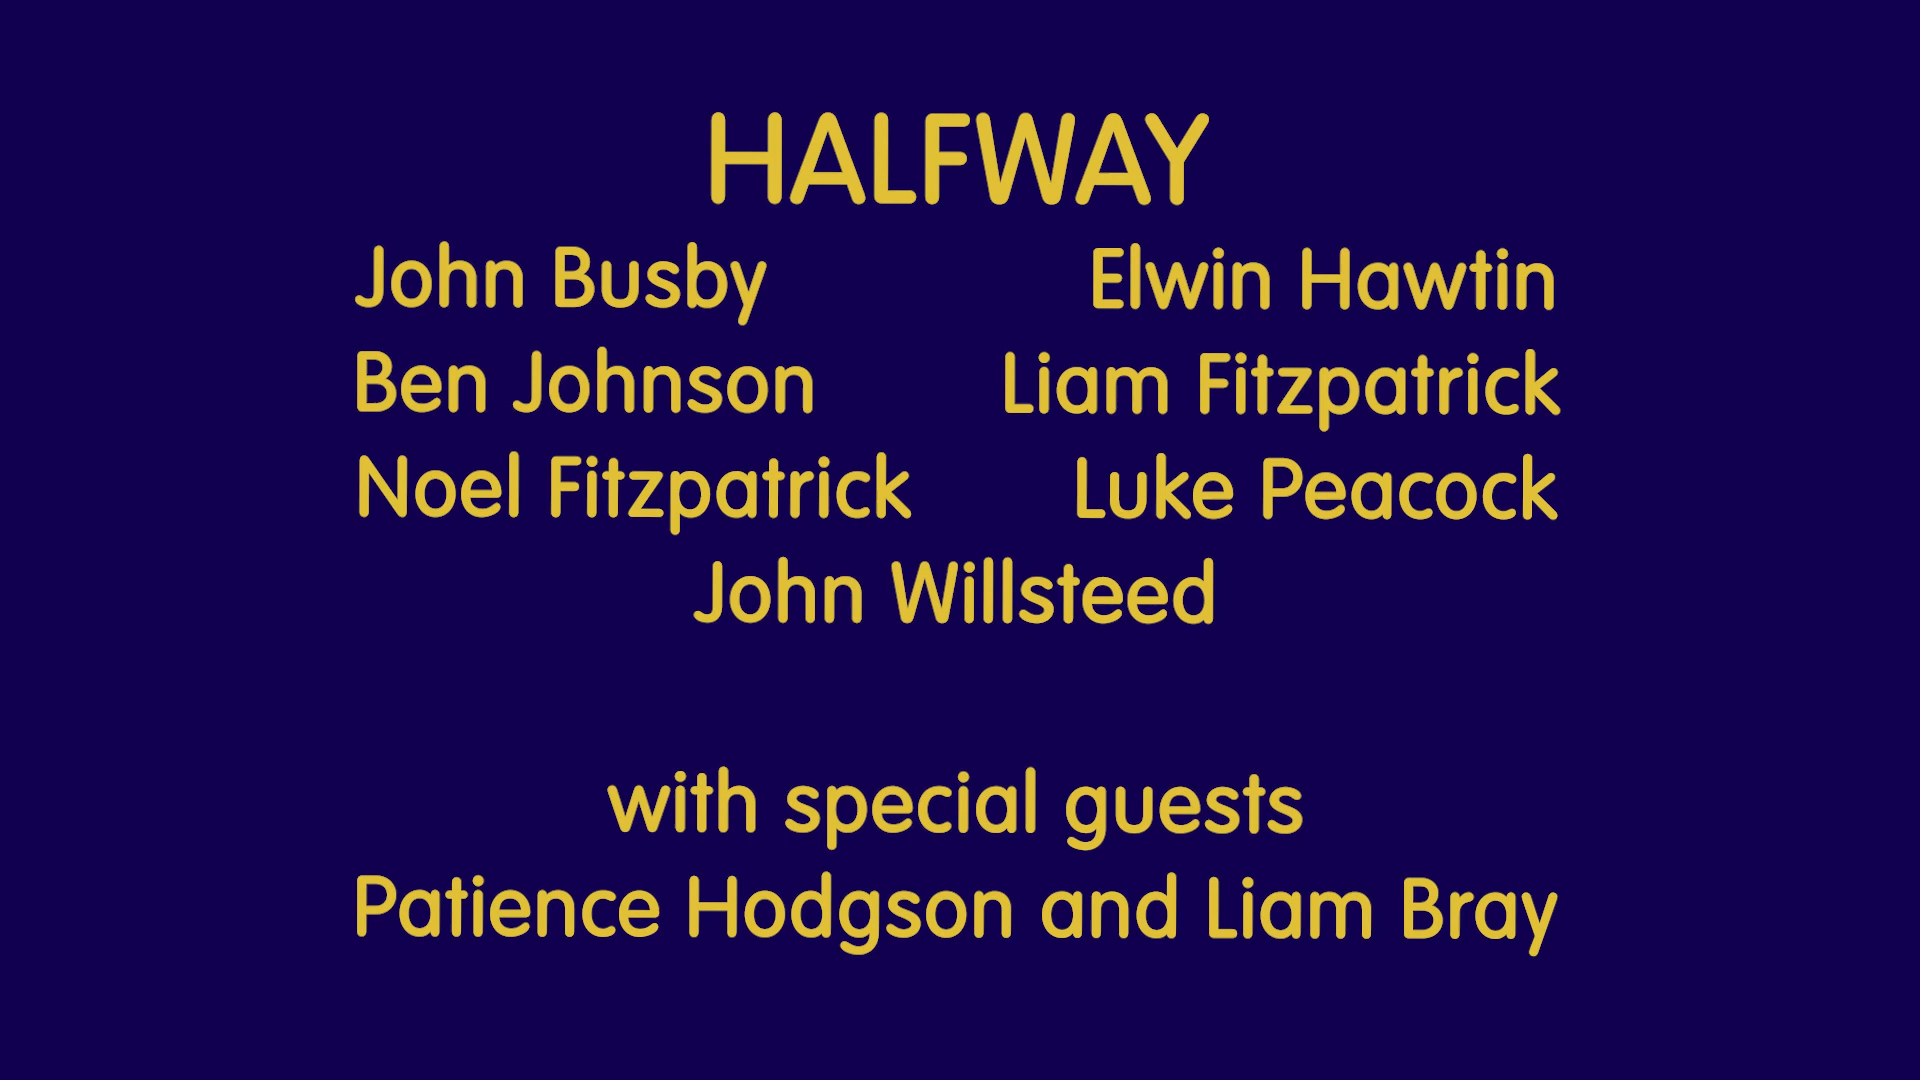 HALFWAY
John Busby Elwin Hawtin
Ben Johnson Liam Fitzpatrick
Noel Fitzpatrick Luke Peacock
John Willsteed
with special guests
Patience Hodgson and Liam Bray